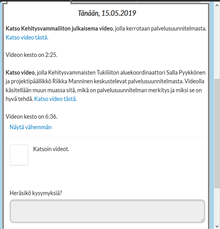 Tänään, 15.05.2019
Katso Kehitysvammaliiton julkaisema video, jolla kerrotaan palvelusuunnitelmasta.
Katso video tästä.
Videon kesto on 2:25.
Katso video, jolla Kehitysvammaisten Tukiliiton aluekoordinaattori Salla Pyykkönen
ja projektipäällikkö Riikka Manninen keskustelevat palvelusuunnitelmasta. Videolla
käsitellään muun muassa sitä, mikä on palvelusuunnitelman merkitys ja miksi se on
hyvä tehdä. Katso video tästä.
Videon kesto on 6:36.
Näytä vähemmän
Katsoin videot.
Heräsikö kysymyksiä?